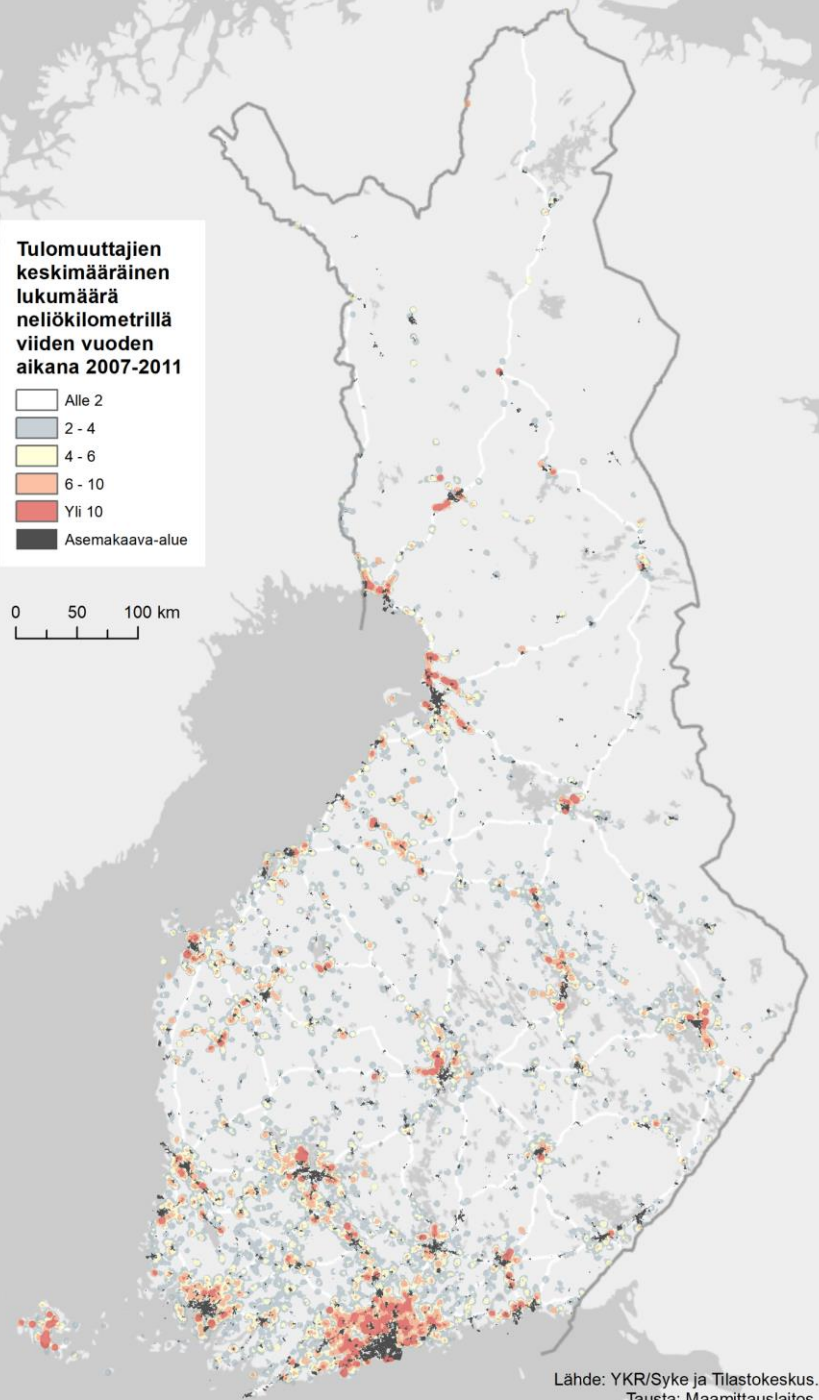 Tulomuuttajien
keskimääräinen
lukumäärä
neliökilometrillä
viiden vuoden
aikana 2007-2011
Alle 2
2 - 4
4 - 6
6 - 10
Yli 10
Asemakaava-alue
0 50 100 km
Lähde: YKR/Syke ja Tilastokeskus.
Tausta: Maamittauslaitos.